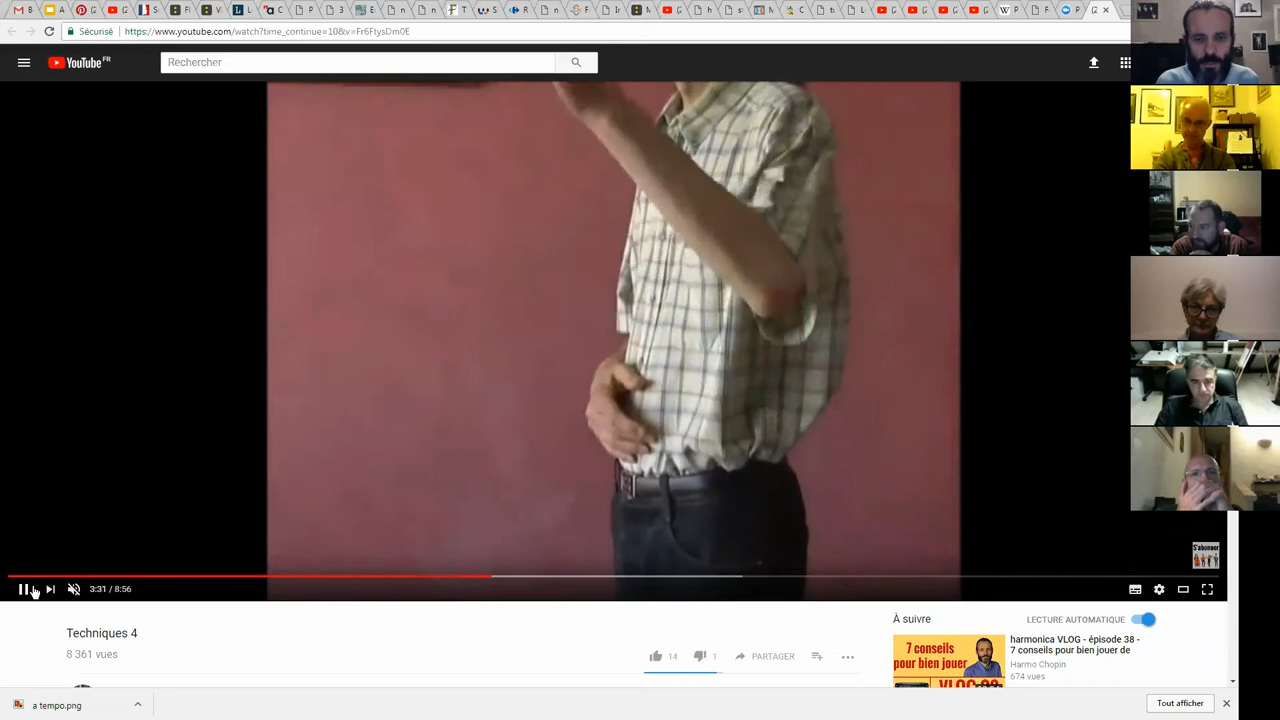 Sécurisé
https://www.youtube.com/watch?time_continue=10&v=Fr6FtysDm0E
YouTube FR
Rechercher
S'abonner
3:31 / 8:56
Techniques 4
8 361 vues
14
1
PARTAGER
À suivre
LECTURE AUTOMATIQUE
7 conseils
pour bien jouer
harmonica VLOG - épisode 38 -
7 conseils pour bien jouer de
Harmo Chopin
674 vues
a tempo.png
Tout afficher